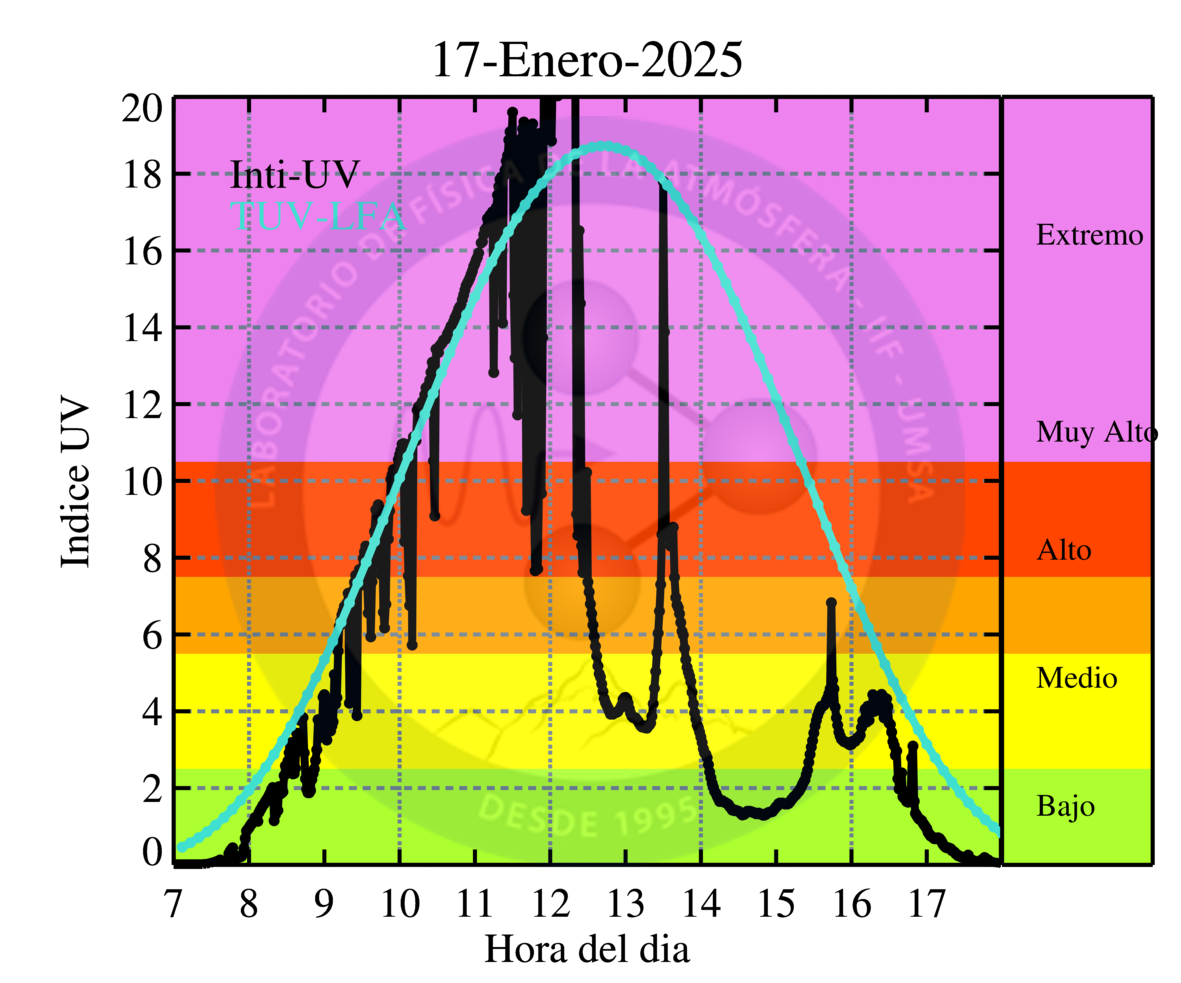 17-Enero-2025
Indice UV
20
18
16
14
12
10
8
6
4
2
0
Inti-UV
TUV-LFA
LABORATORIO DE FÍSICA DE LA ATMÓSFERA - IIF - UMSA
DESDE 1995
Extremo
Muy Alto
Alto
Medio
Bajo
7 8 9 10 11 12 13 14 15 16 17
Hora del dia